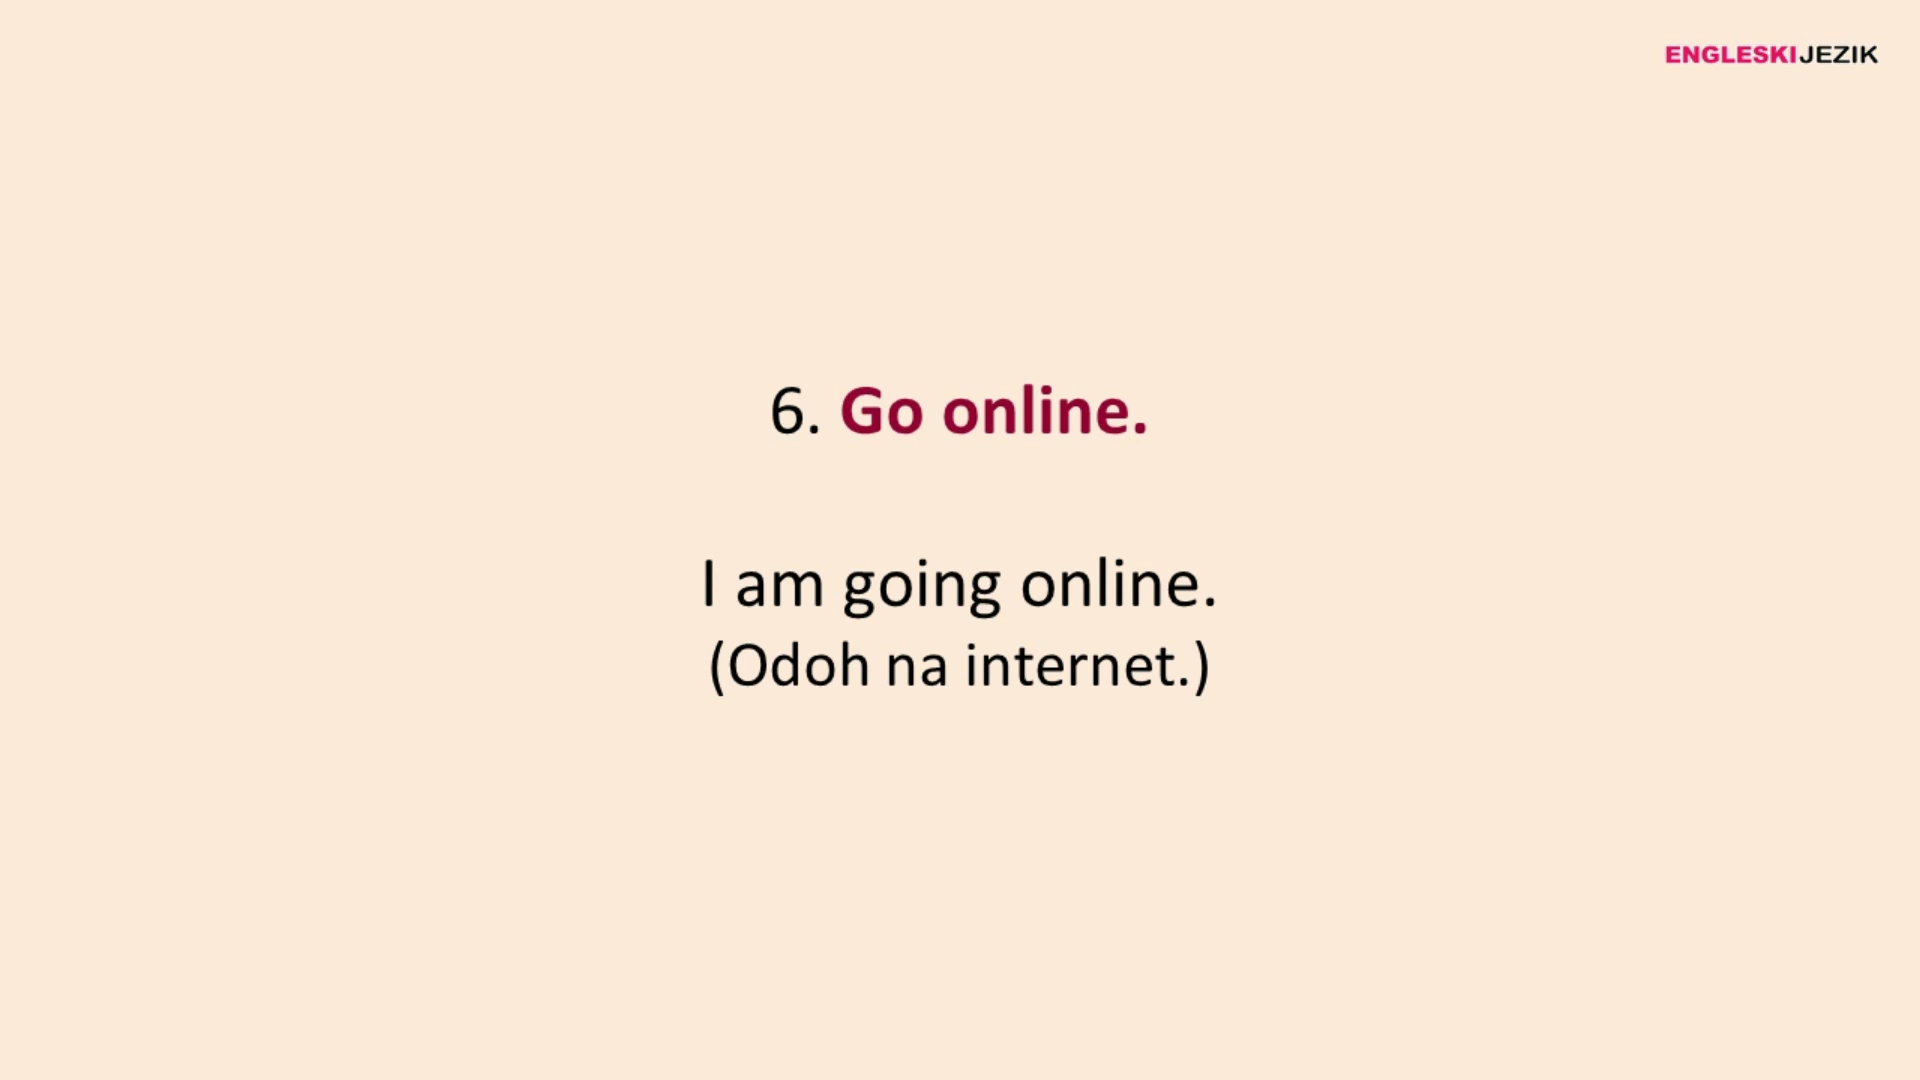 ENGLESKIJEZIK
6. Go online.
I am going online.
(Odoh na internet.)